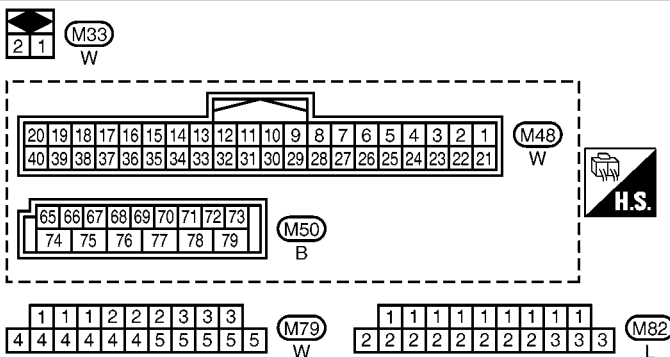 2 1 M33
W
20 19 18 17 16 15 14 13 12 11 10 9 8 7 6 5 4 3 2 1 M48
40 39 38 37 36 35 34 33 32 31 30 29 28 27 26 25 24 23 22 21 W
H.S.
65 66 67 68 69 70 71 72 73 M50
74 75 76 77 78 79 B
1 1 1 2 2 2 3 3 3 M79
4 4 4 4 4 4 5 5 5 5 5 W
1 1 1 1 1 1 1 1 1 M82
2 2 2 2 2 2 2 2 3 3 3 L